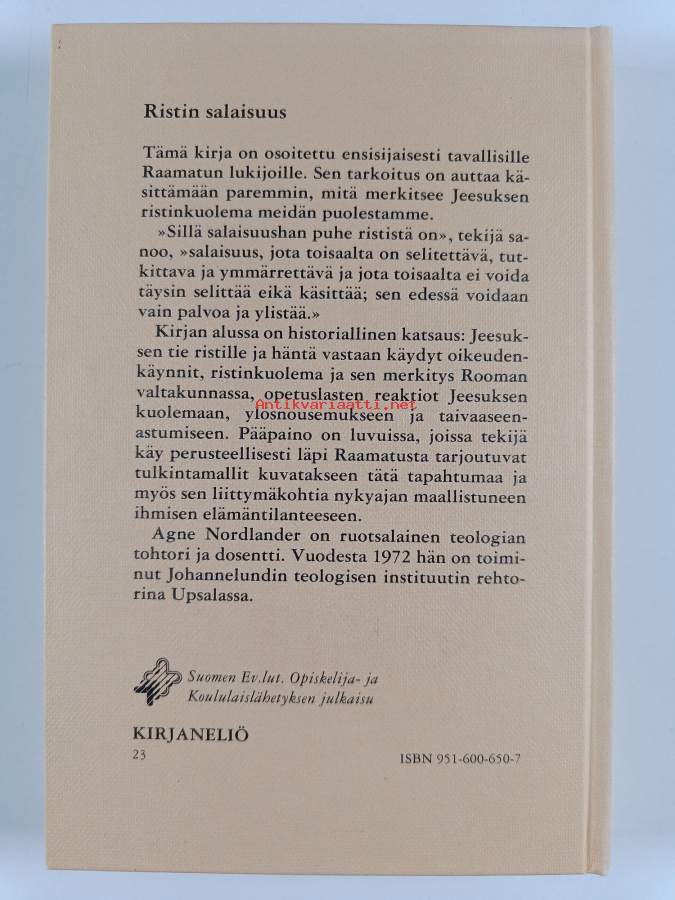 Ristin salaisuus
Tämä kirja on osoitettu ensisijaisesti tavallisille
Raamatun lukijoille. Sen tarkoitus on auttaa kä-
sittämään paremmin, mitä merkitsee Jeesuksen
ristinkuolema meidän puolestamme.
»Sillä salaisuushan puhe rististä on», tekijä sa-
noo, »salaisuus, jota toisaalta on selitettävä, tut-
kittava ja ymmärrettävä ja jota toisaalta ei voida
täysin selittää eikä käsittää; sen edessä voidaan
vain palvoa ja ylistää.»
Kirjan alussa on historiallinen katsaus: Jeesuk-
sen tie ristille ja häntä vastaan käydyt oikeuden-
käynnit, ristinkuolema ja sen merkitys Rooman
valtakunnassa, opetuslasten reaktiot Jeesuksen
Antikvariaatti.net
kuolemaan, ylösnousemukseen ja taivaaseen-
astumiseen. Pääpaino on luvuissa, joissa tekijä
käy perusteellisesti läpi Raamatusta tarjoutuvat
tulkintamallit kuvatakseen tätä tapahtumaa ja
myös sen liittymäkohtia nykyajan maallistuneen
ihmisen elämäntilanteeseen.
Agne Nordlander on ruotsalainen teologian
tohtori ja dosentti. Vuodesta 1972 hän on toimi-
nut Johannelundin teologisen instituutin rehto-
rina Upsalassa.
Suomen Ev.lut. Opiskelija- ja
Koululaislähetyksen julkaisu
KIRJANELIÖ
23
ISBN 951-600-650-7